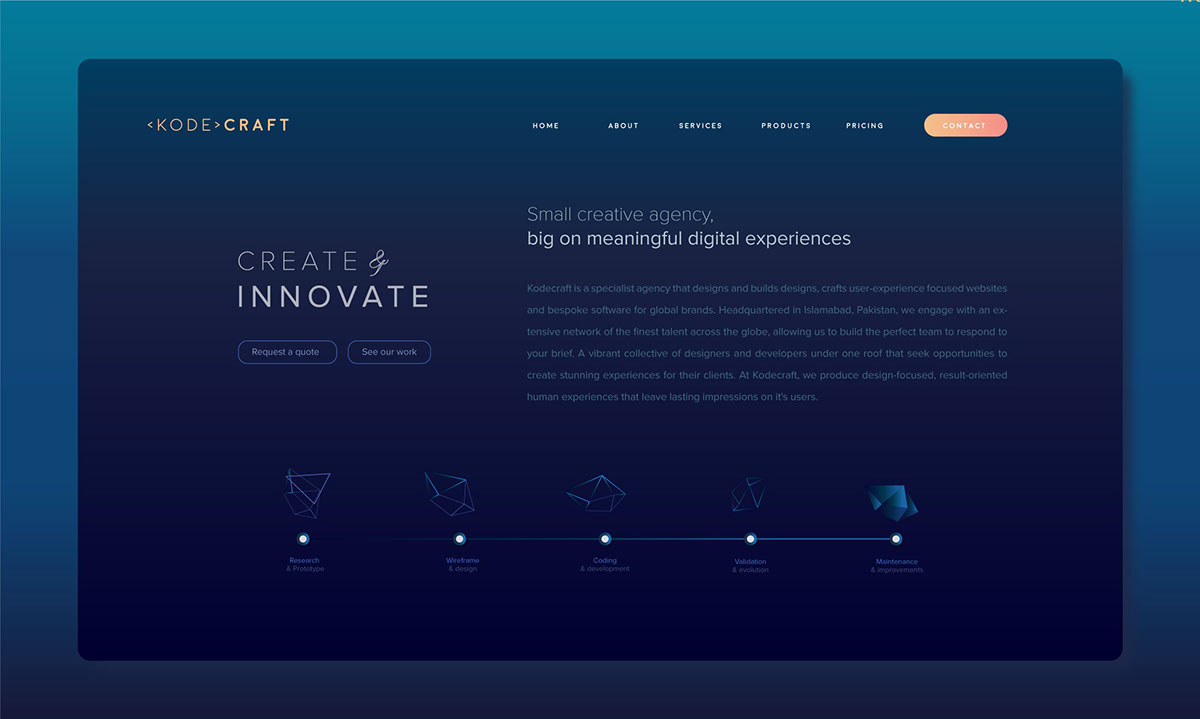 <KODE>CRAFT
HOME ABOUT SERVICES PRODUCTS PRICING CONTACT
CREATE &
INNOVATE
Request a quote See our work
Small creative agency,
big on meaningful digital experiences
Kodecraft is a specialist agency that designs and builds designs, crafts user-experience focused websites
and bespoke software for global brands. Headquartered in Islamabad, Pakistan, we engage with an ex-
tensive network of the finest talent across the globe, allowing us to build the perfect team to respond to
your brief. A vibrant collective of designers and developers under one roof that seek opportunities to
create stunning experiences for their clients. At Kodecraft, we produce design-focused, result-oriented
human experiences that leave lasting impressions on it's users.
Research
& Prototype
Wireframe
& design
Coding
& development
Validation
& evolution
Maintenance
& improvements